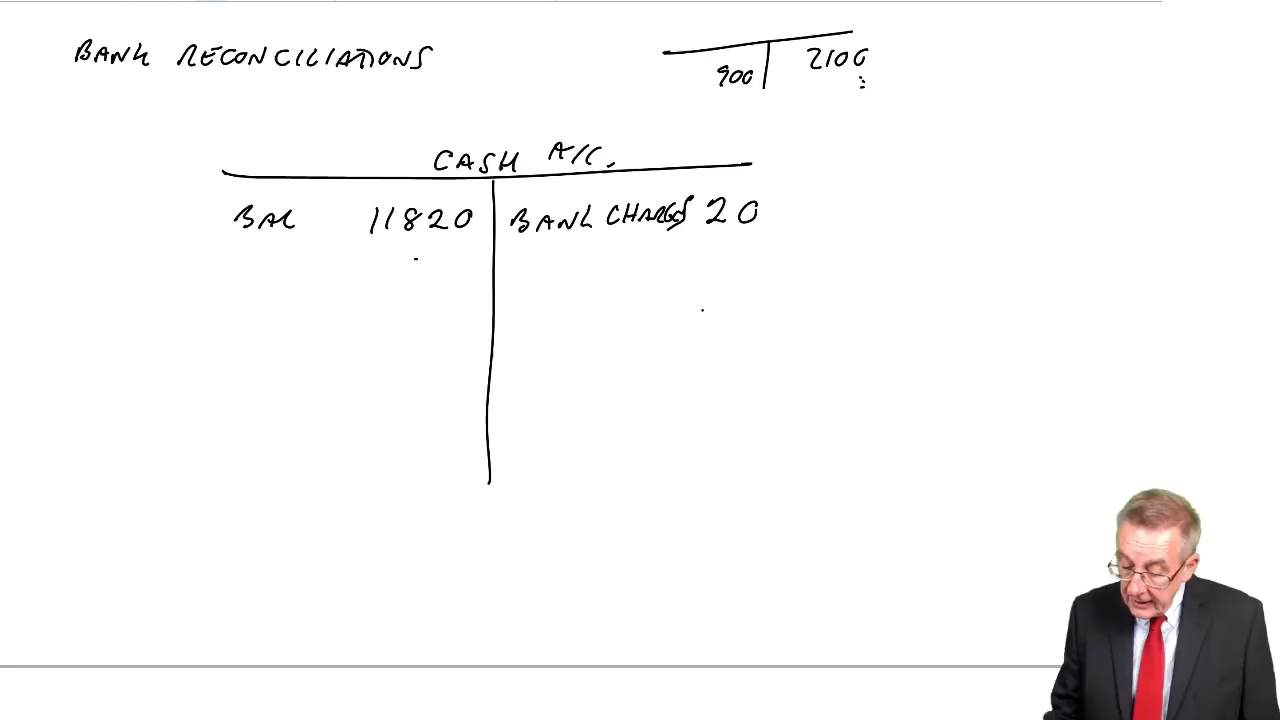 BANK RECONCILIATIONS
900 2100
CASH A/C.
BAL 11820 BANK CHARGES 20